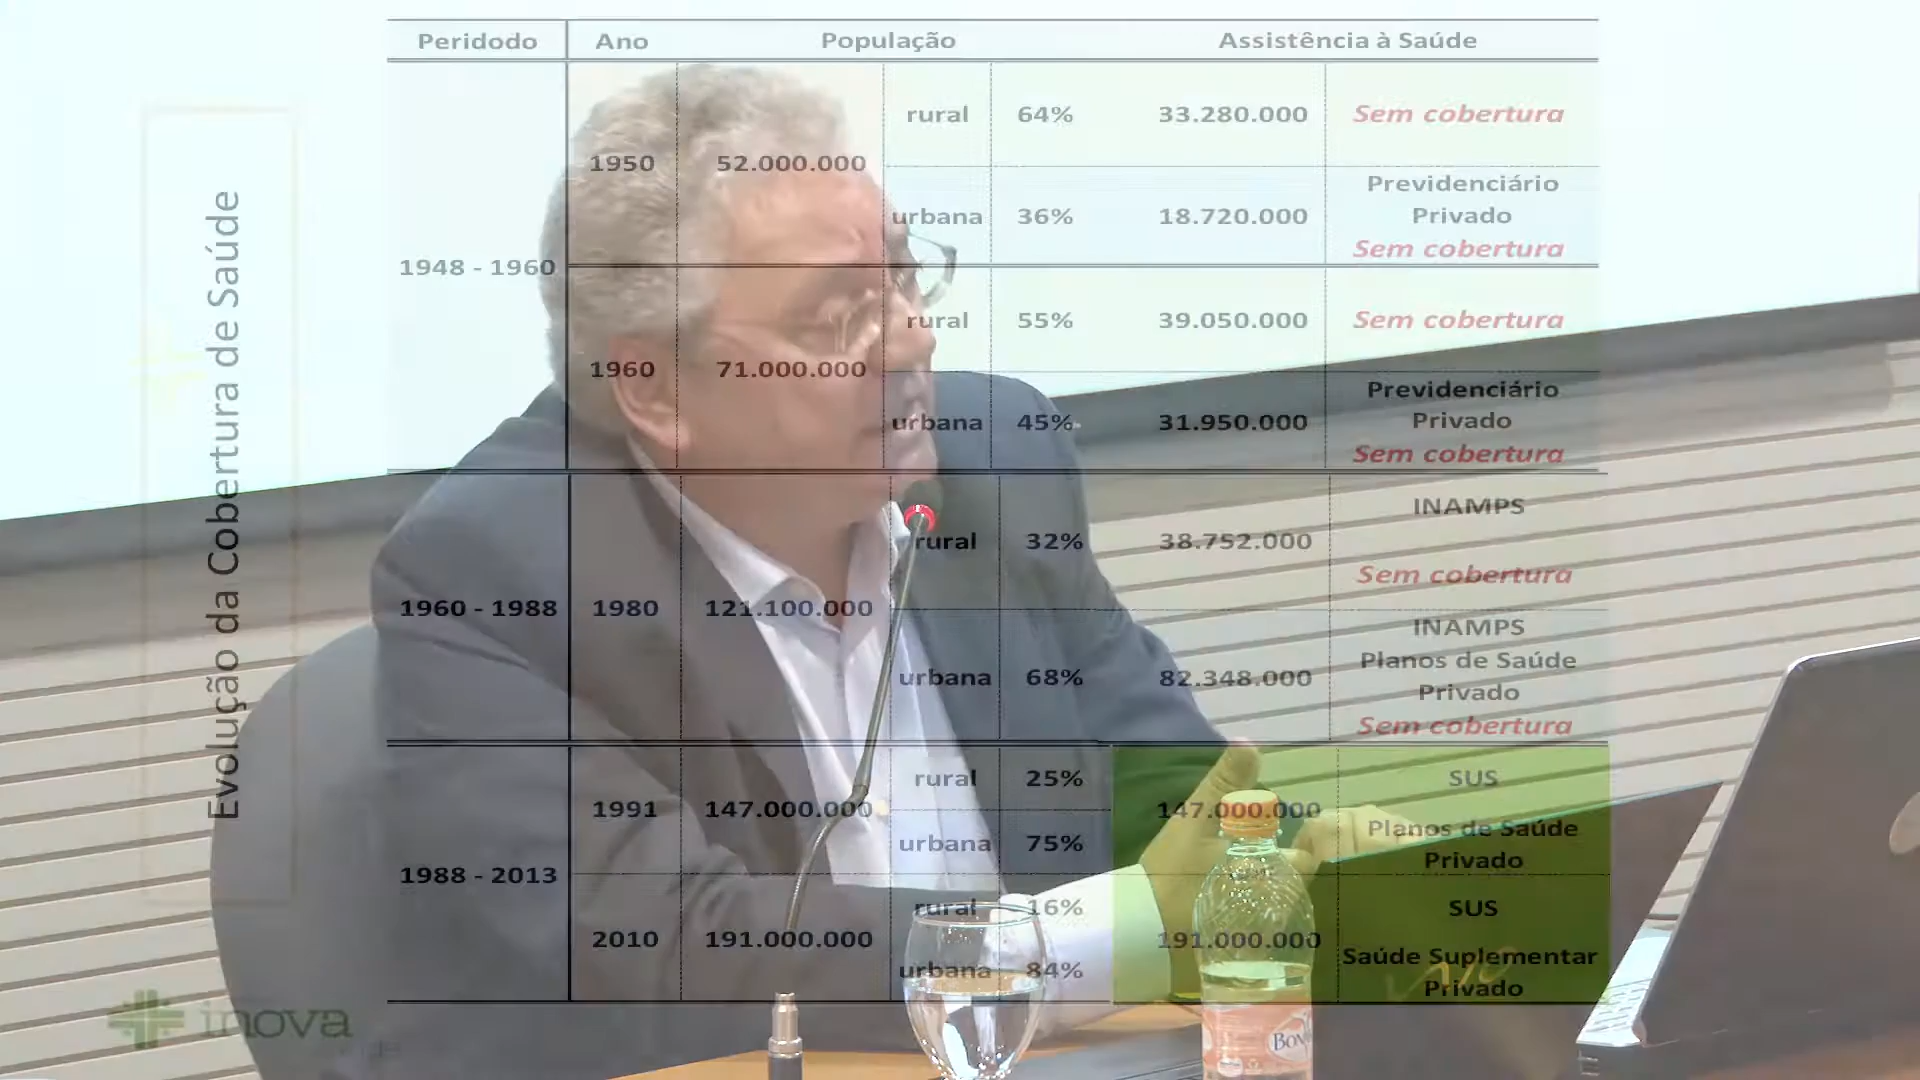 Evolução da Cobertura de Saúde
Peridodo Ano População Assistência à Saúde
1948 - 1960
1950 52.000.000
rural 64% 33.280.000 Sem cobertura
urbana 36% 18.720.000
Previdenciário
Privado
Sem cobertura
1960 71.000.000
rural 55% 39.050.000 Sem cobertura
urbana 45% 31.950.000
Previdenciário
Privado
Sem cobertura
1960 - 1988 1980 121.100.000
rural 32% 38.752.000
INAMPS
Sem cobertura
urbana 68% 82.348.000
INAMPS
Planos de Saúde
Privado
Sem cobertura
1988 - 2013
1991 147.000.000
rural 25%
urbana 75%
147.000.000
SUS
Planos de Saúde
Privado
2010 191.000.000
rural 16%
urbana 84%
191.000.000
SUS
Saúde Suplementar
Privado
inova